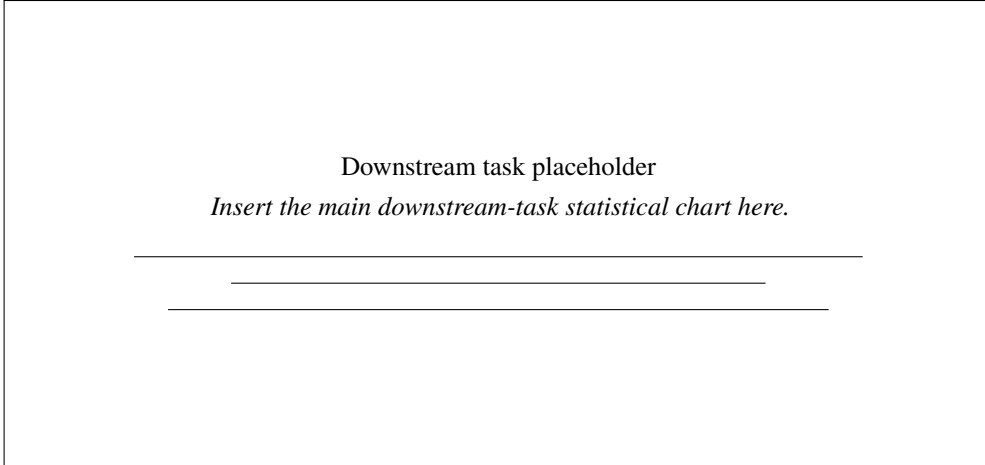 Downstream task placeholder
Insert the main downstream-task statistical chart here.